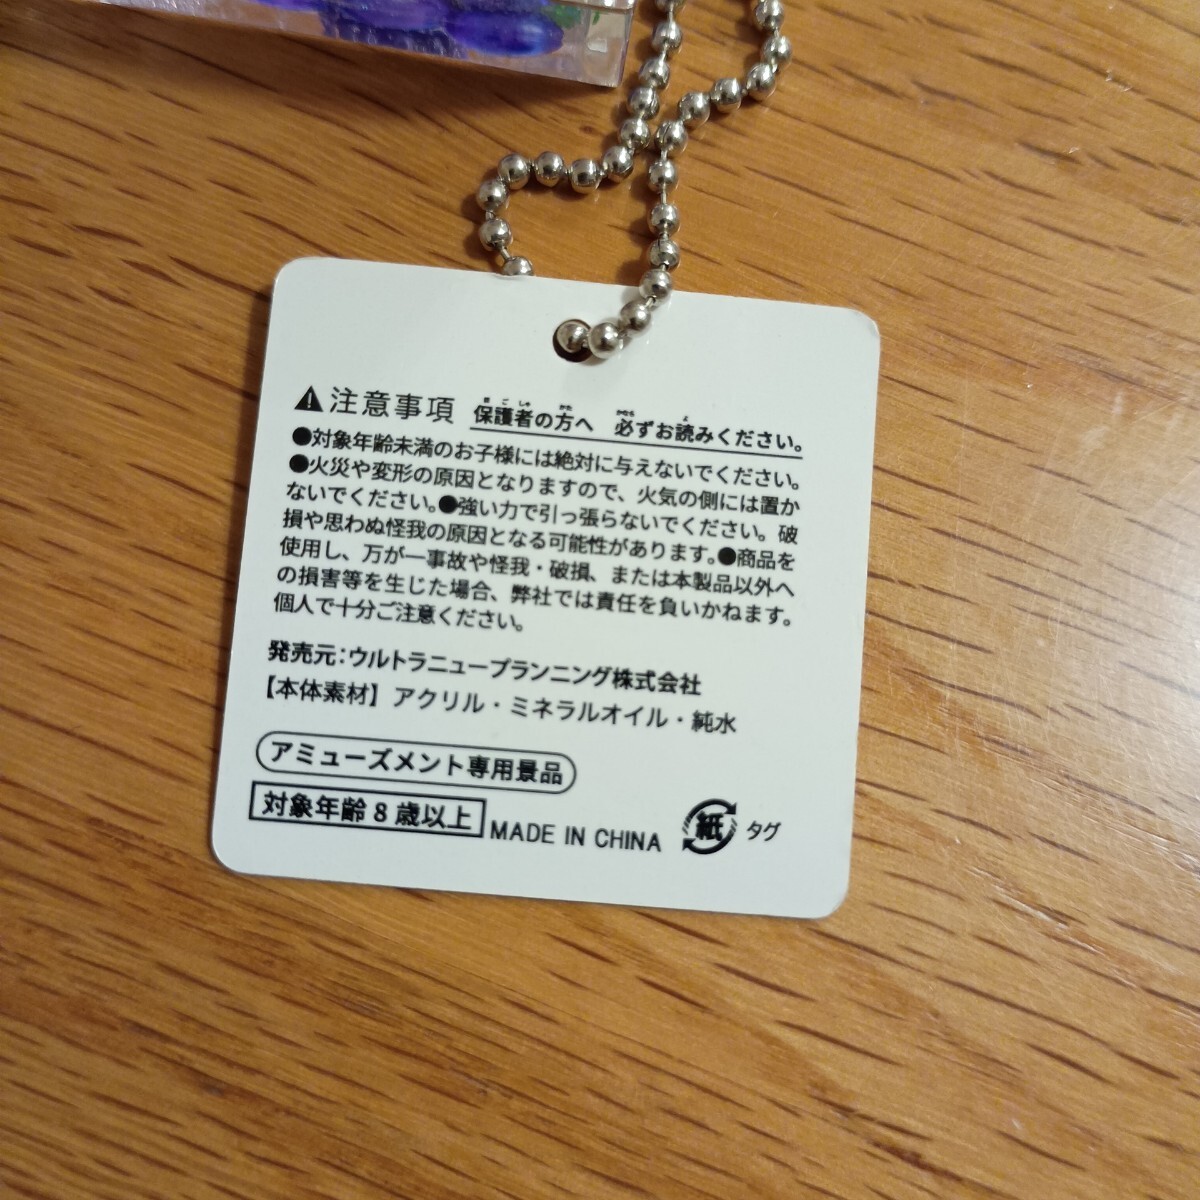 ⚠注意事項 保護者の方へ 必ずお読みください。
●対象年齢未満のお子様には絶対に与えないでください。
●火災や変形の原因となりますので、火気の側には置か
ないでください。●強い力で引っ張らないでください。破
損や思わぬ怪我の原因となる可能性があります。●商品を
使用し、万が一事故や怪我・破損、または本製品以外へ
の損害等を生じた場合、弊社では責任を負いかねます。
個人で十分ご注意ください。
発売元:ウルトラニュープランニング株式会社
【本体素材】アクリル・ミネラルオイル・純水
アミューズメント専用景品
対象年齢8歳以上 MADE IN CHINA 紙 タグ